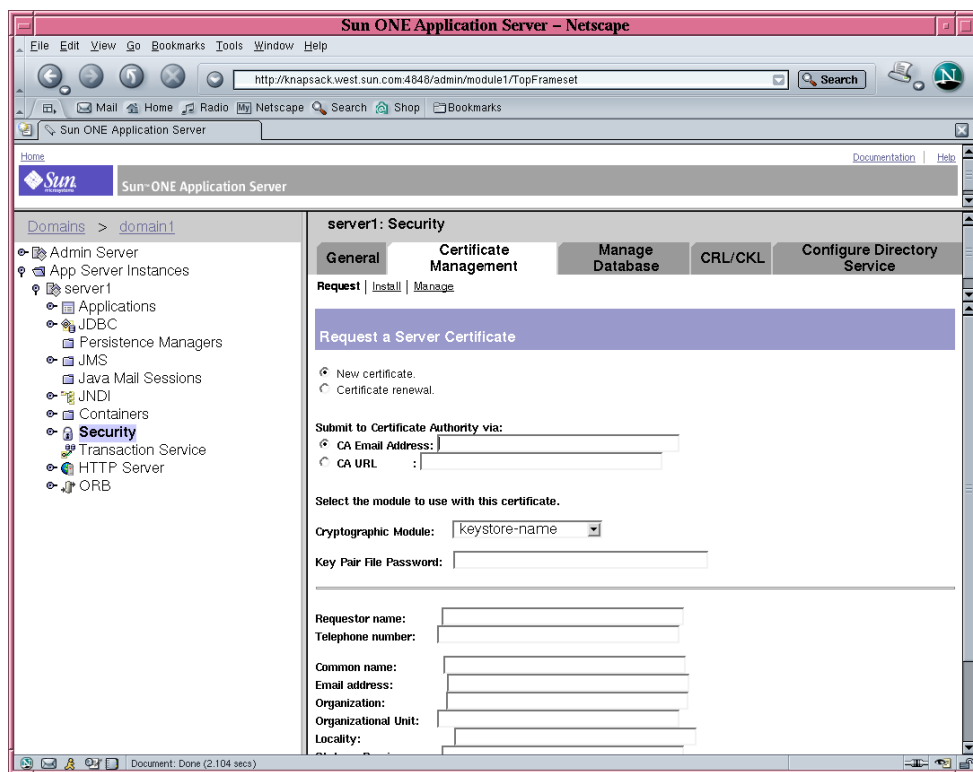 Sun ONE Application Server – Netscape
File Edit View Go Bookmarks Tools Window Help
http://knapsack.west.sun.com:4848/admin/module1/TopFrameset
Search
N
Mail Home Radio My Netscape Search Shop Bookmarks
Sun ONE Application Server
Home
Documentation | Help
Sun
microsystems
Sun ONE Application Server
Domains > domain1
Admin Server
App Server Instances
server1
Applications
JDBC
Persistence Managers
JMS
Java Mail Sessions
JNDI
Containers
Security
Transaction Service
HTTP Server
ORB
server1: Security
General
Certificate Management
Manage Database
CRL/CKL
Configure Directory Service
Request | Install | Manage
Request a Server Certificate
New certificate.
Certificate renewal.
Submit to Certificate Authority via:
CA Email Address:
CA URL :
Select the module to use with this certificate.
Cryptographic Module: keystore-name
Key Pair File Password:
Requestor name:
Telephone number:
Common name:
Email address:
Organization:
Organizational Unit:
Locality:
Document: Done (2.104 secs)